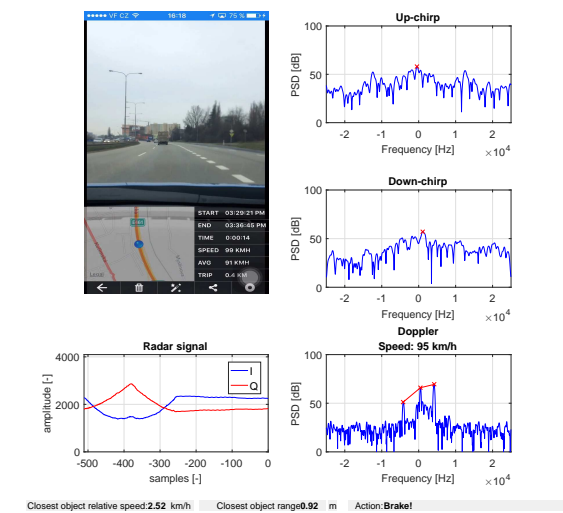 VF CZ 16:18 75 %
START 03:29:21 PM
END 03:36:45 PM
TIME 0:00:14
SPEED 99 KMH
AVG 91 KMH
TRIP 0.4 KM
Legal
Up-chirp
PSD [dB]
100
50
0
-2 -1 0 1 2
Frequency [Hz] ×10⁴
Down-chirp
PSD [dB]
100
50
0
-2 -1 0 1 2
Frequency [Hz] ×10⁴
Radar signal
amplitude [-]
4000
2000
0
I
Q
-500 -400 -300 -200 -100 0
samples [-]
Doppler
Speed: 95 km/h
PSD [dB]
100
50
0
-2 -1 0 1 2
Frequency [Hz] ×10⁴
Closest object relative speed:2.52 km/h Closest object range0.92 m Action:Brake!